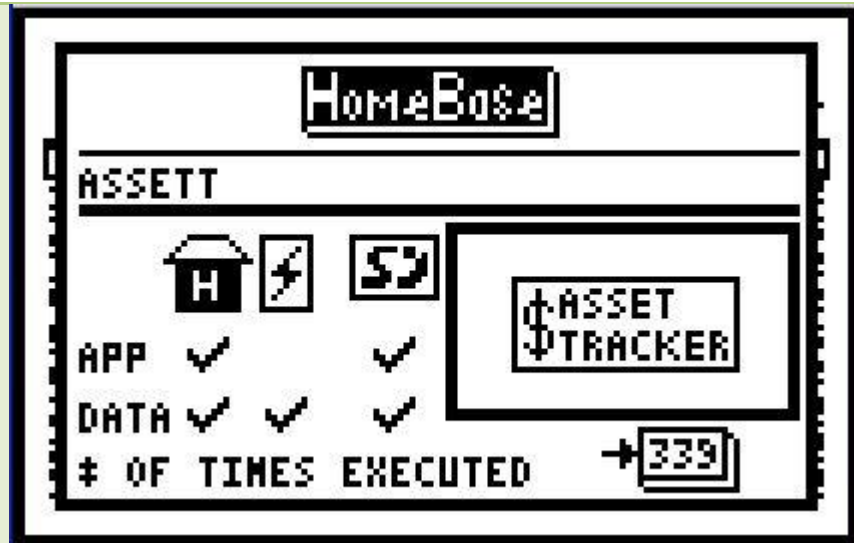 HomeBase
ASSETT
H
APP
DATA
$ASSET
TRACKER
# OF TIMES EXECUTED
→339